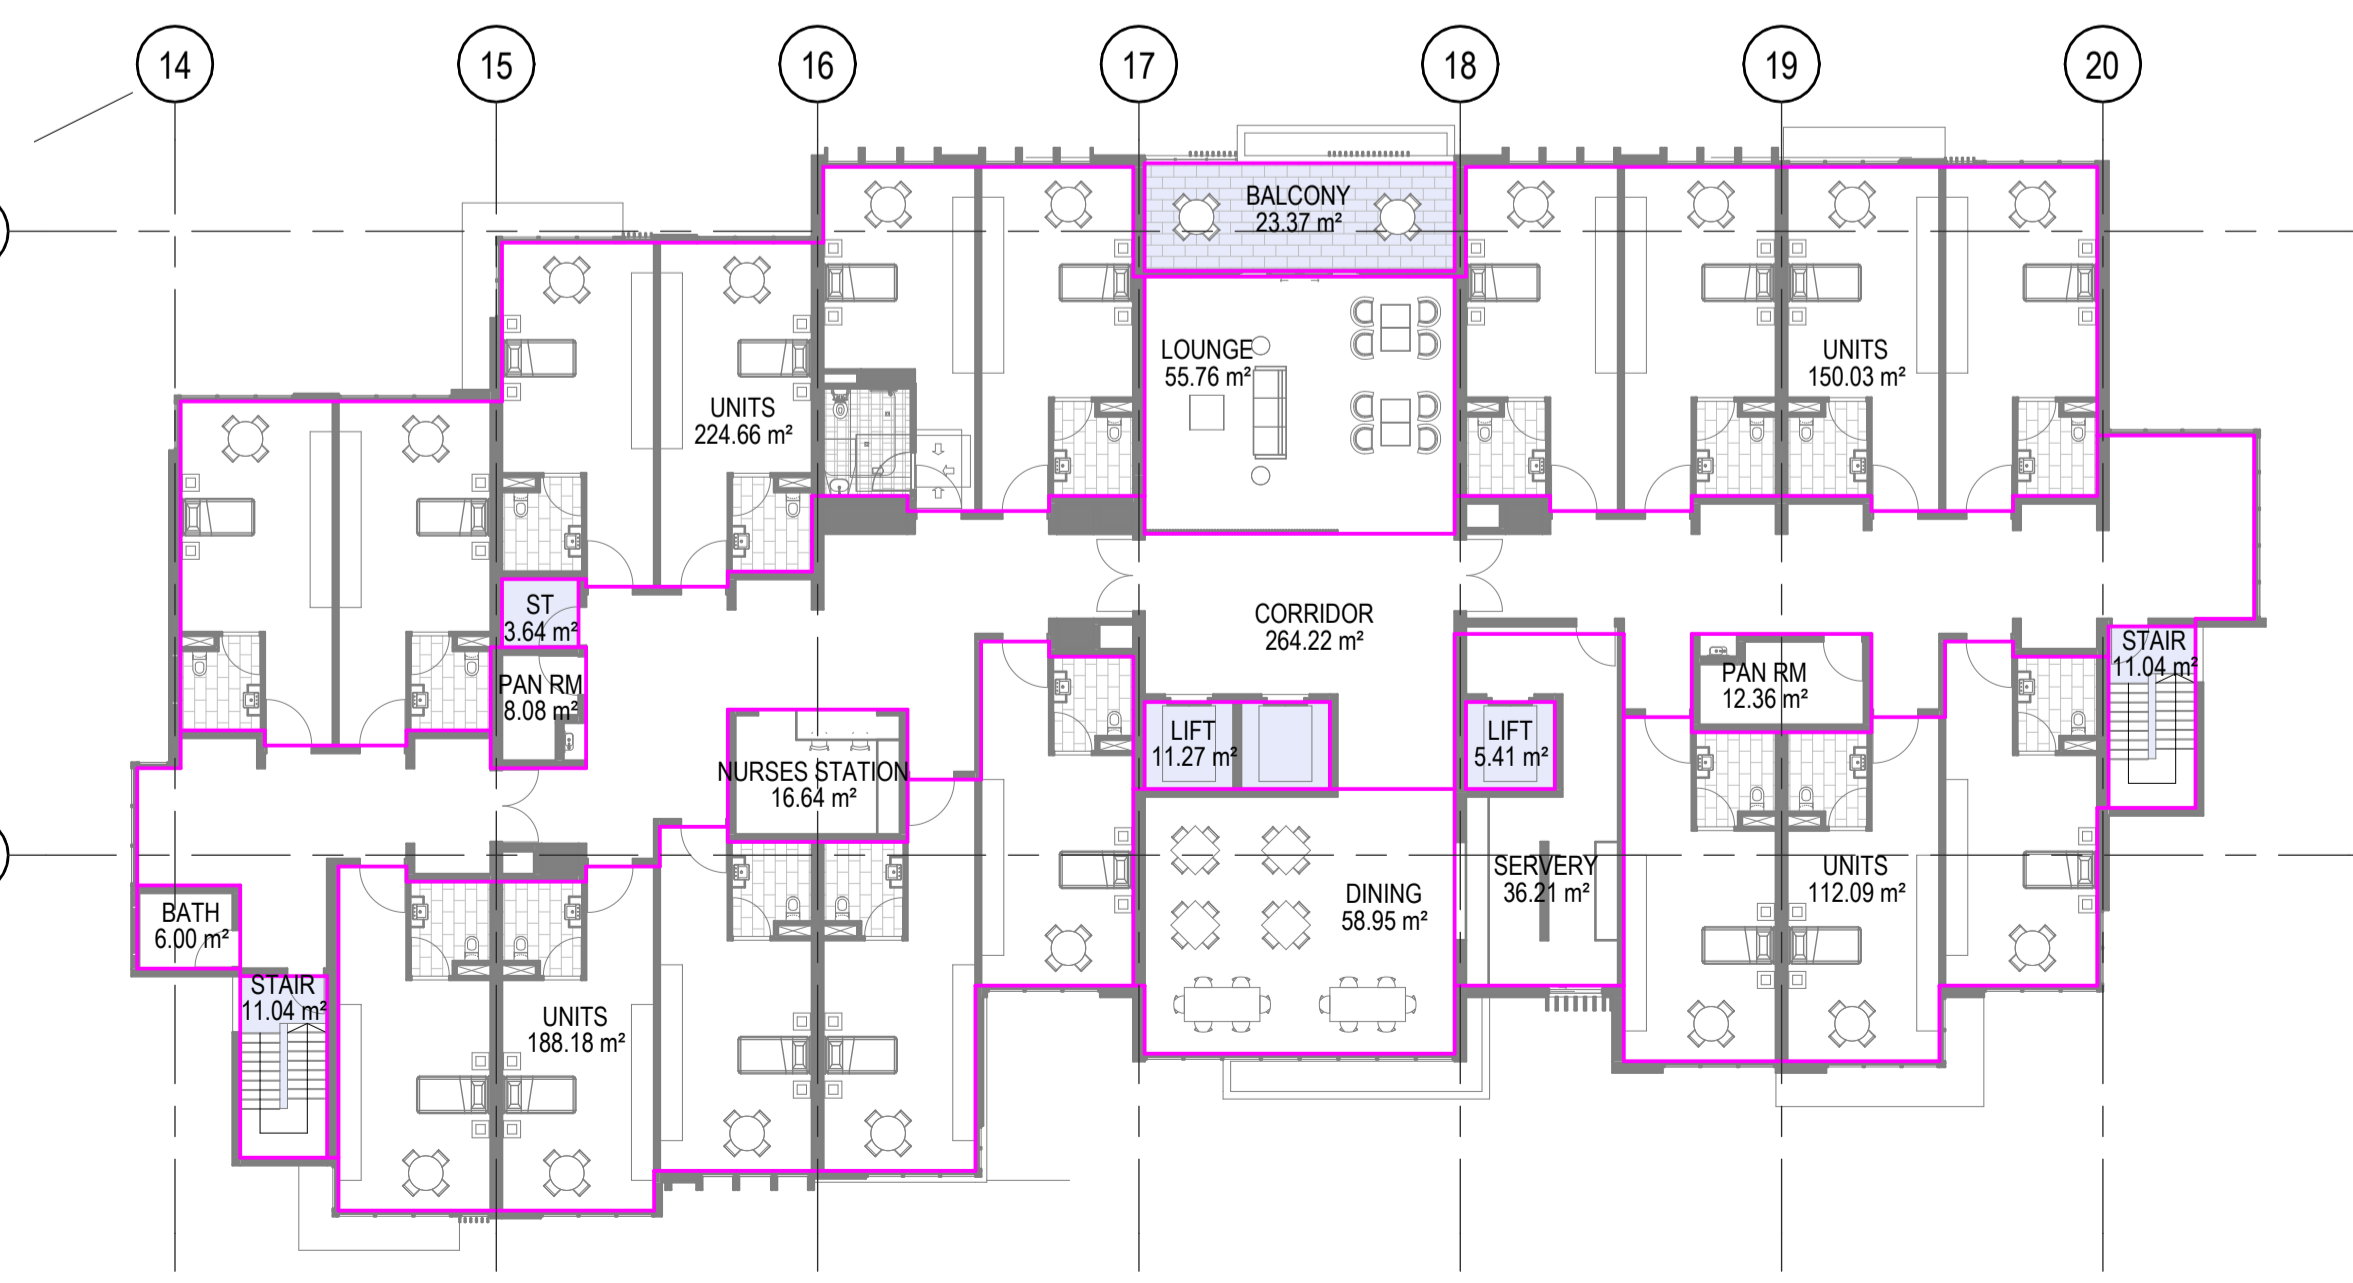 14
15
16
17
18
19
20
BALCONY
23.37 m²
LOUNGE
55.76 m²
UNITS
150.03 m²
UNITS
224.66 m²
ST
3.64 m²
CORRIDOR
264.22 m²
STAIR
11.04 m²
PAN RM
8.08 m²
PAN RM
12.36 m²
LIFT
11.27 m²
LIFT
5.41 m²
NURSES STATION
16.64 m²
SERVERY
36.21 m²
UNITS
112.09 m²
DINING
58.95 m²
BATH
6.00 m²
STAIR
11.04 m²
UNITS
188.18 m²